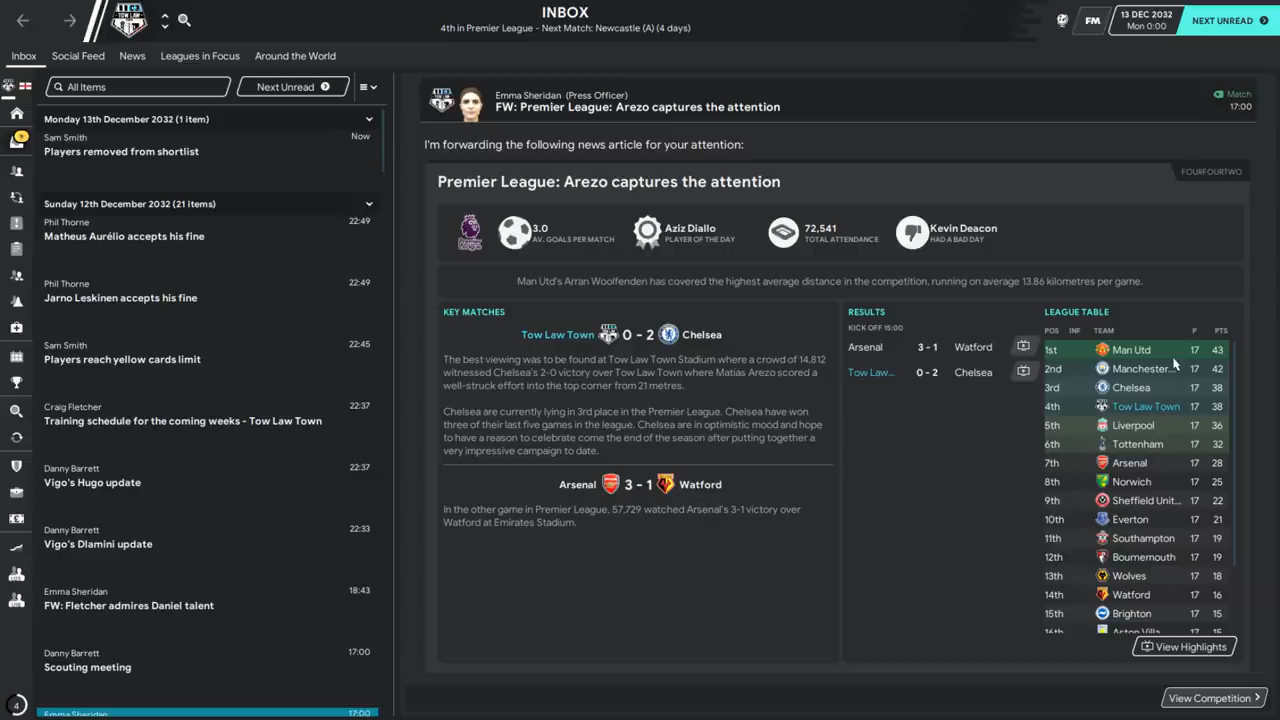 INBOX
4th in Premier League - Next Match: Newcastle (A) (4 days)
FM
13 DEC 2032
Mon 0:00
NEXT UNREAD
Inbox
Social Feed
News
Leagues in Focus
Around the World
All Items
Next Unread
Monday 13th December 2032 (1 item)
Sam Smith
Now
Players removed from shortlist
Sunday 12th December 2032 (21 items)
Phil Thorne
22:49
Matheus Aurélio accepts his fine
Phil Thorne
22:49
Jarno Leskinen accepts his fine
Sam Smith
22:45
Players reach yellow cards limit
Craig Fletcher
22:37
Training schedule for the coming weeks - Tow Law Town
Danny Barrett
22:37
Vigo's Hugo update
Danny Barrett
22:33
Vigo's Dlamini update
Emma Sheridan
18:43
FW: Fletcher admires Daniel talent
Danny Barrett
17:00
Scouting meeting
Emma Sheridan
17:00
4
Emma Sheridan (Press Officer)
FW: Premier League: Arezo captures the attention
Match
17:00
I'm forwarding the following news article for your attention:
FOURFOURTWO
Premier League: Arezo captures the attention
3.0
AV. GOALS PER MATCH
Aziz Diallo
PLAYER OF THE DAY
72,541
TOTAL ATTENDANCE
Kevin Deacon
HAD A BAD DAY
Man Utd's Arran Woolfenden has covered the highest average distance in the competition, running on average 13.86 kilometres per game.
KEY MATCHES
Tow Law Town 0 - 2 Chelsea
The best viewing was to be found at Tow Law Town Stadium where a crowd of 14,812
witnessed Chelsea's 2-0 victory over Tow Law Town where Matias Arezo scored a
well-struck effort into the top corner from 21 metres.
Chelsea are currently lying in 3rd place in the Premier League. Chelsea have won
three of their last five games in the league. Chelsea are in optimistic mood and hope
to have a reason to celebrate come the end of the season after putting together a
very impressive campaign to date.
Arsenal 3 - 1 Watford
In the other game in Premier League, 57,729 watched Arsenal's 3-1 victory over
Watford at Emirates Stadium.
RESULTS
KICK OFF 15:00
Arsenal 3 - 1 Watford
Tow Law... 0 - 2 Chelsea
LEAGUE TABLE
POS INF TEAM P PTS
1st Man Utd 17 43
2nd Manchester... 17 42
3rd Chelsea 17 38
4th Tow Law Town 17 38
5th Liverpool 17 36
6th Tottenham 17 32
7th Arsenal 17 28
8th Norwich 17 25
9th Sheffield Unit... 17 22
10th Everton 17 21
11th Southampton 17 19
12th Bournemouth 17 19
13th Wolves 17 18
14th Watford 17 16
15th Brighton 17 15
16th Aston Villa 17 15
View Highlights
View Competition